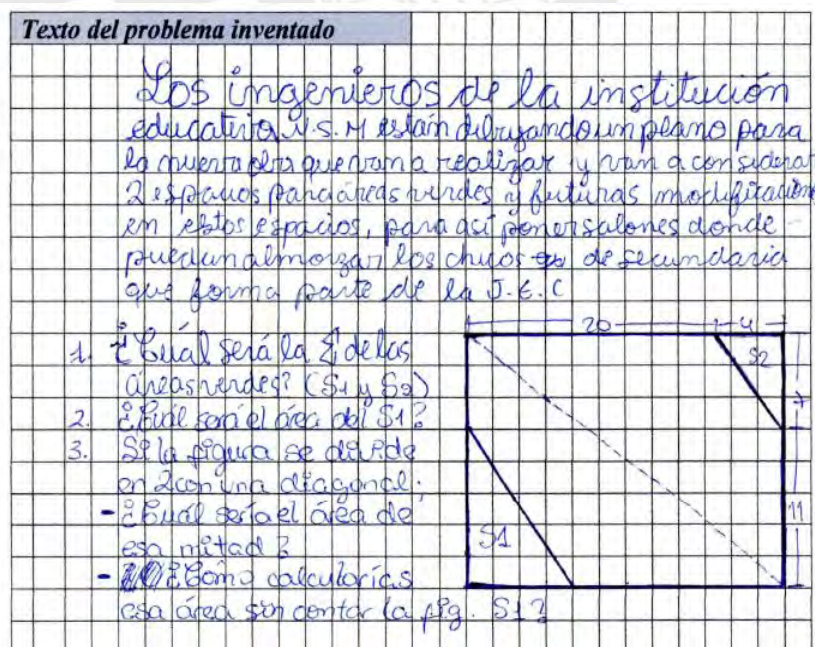 Texto del problema inventado
Los ingenieros de la institución
educativa N.S.M están dibujando un plano para
la nueva obra que van a realizar y van a considerar
2 espacios para áreas verdes y futuras modificaciones
en estos espacios, para así poner salones donde
puedan almorzar los chicos de secundaria
que forma parte de la J.E.C
1. ¿Cuál será la Σ de las
áreas verdes? (S1 y S2)
2. ¿Cuál será el área del S1?
3. Si la figura se divide
en 2 con una diagonal;
- ¿Cuál sería el área de
esa mitad?
- ¿Cómo calcularías
esa área sin contar la fig. S1?
20 4
S2
7
11
S1